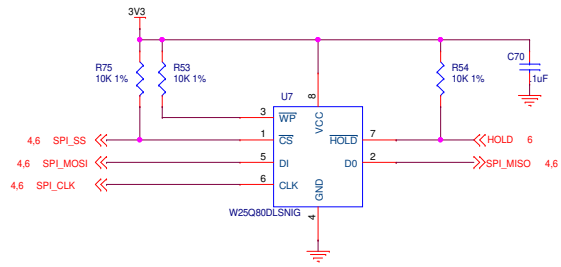 3V3
R75
10K 1%
R53
10K 1%
R54
10K 1%
C70
.1uF
U7
8
VCC
3
WP
4,6 SPI_SS
1
CS
HOLD
7
HOLD 6
4,6 SPI_MOSI
5
DI
D0
2
SPI_MISO 4,6
4,6 SPI_CLK
6
CLK
GND
4
W25Q80DLSNIG